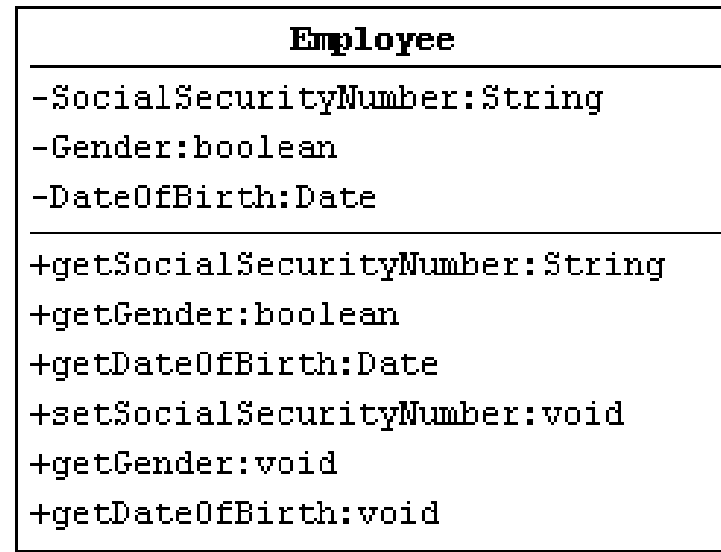 Employee
-SocialSecurityNumber:String
-Gender:boolean
-DateOfBirth:Date
+getSocialSecurityNumber:String
+getGender:boolean
+getDateOfBirth:Date
+setSocialSecurityNumber:void
+getGender:void
+getDateOfBirth:void